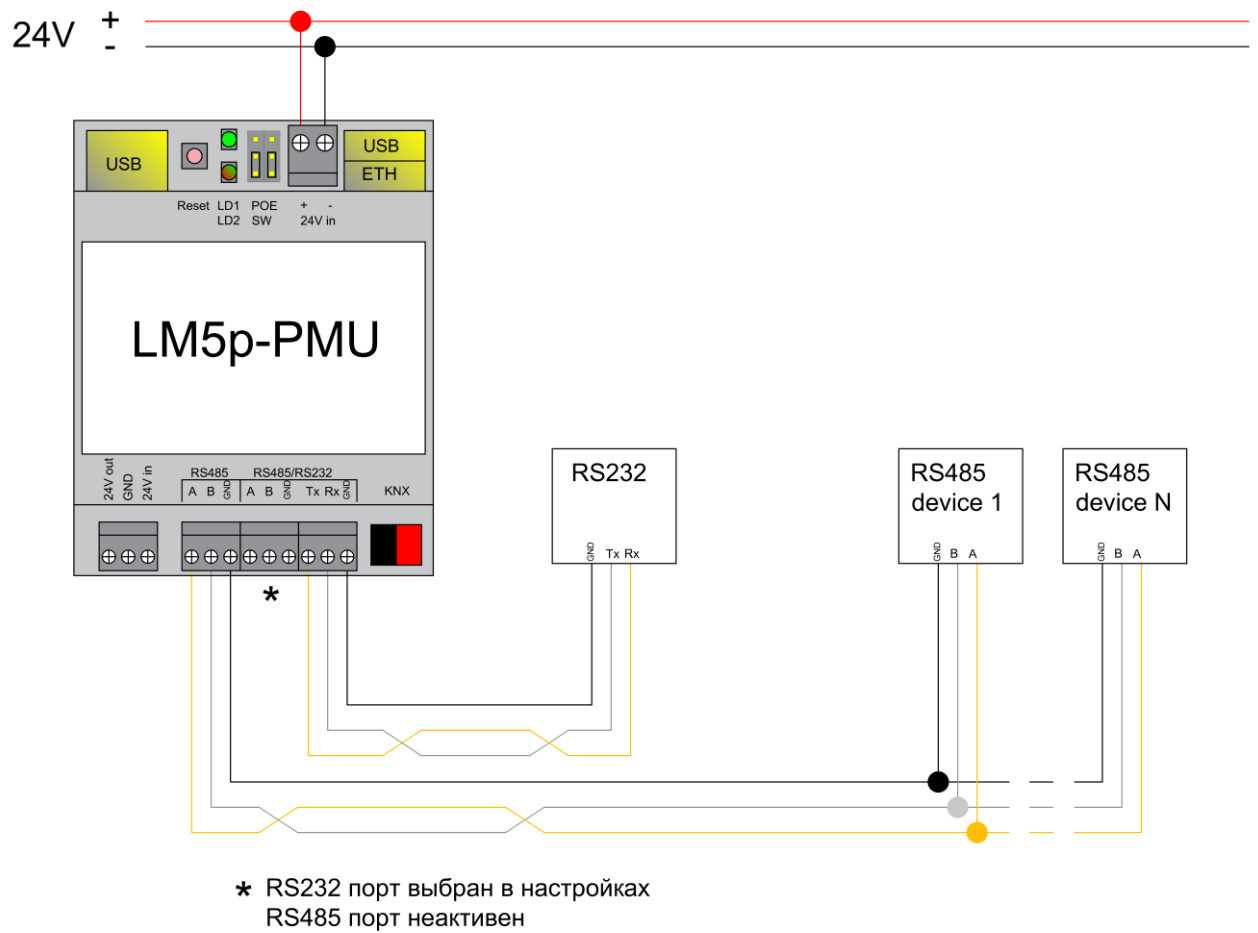 24V + -
USB
USB
ETH
Reset LD1 POE + -
LD2 SW 24V in
LM5p-PMU
24V out GND 24V in
RS485 RS485/RS232
A B GND A B GND Tx Rx GND KNX
*
RS232
GND Tx Rx
RS485
device 1
GND B A
RS485
device N
GND B A
* RS232 порт выбран в настройках
RS485 порт неактивен